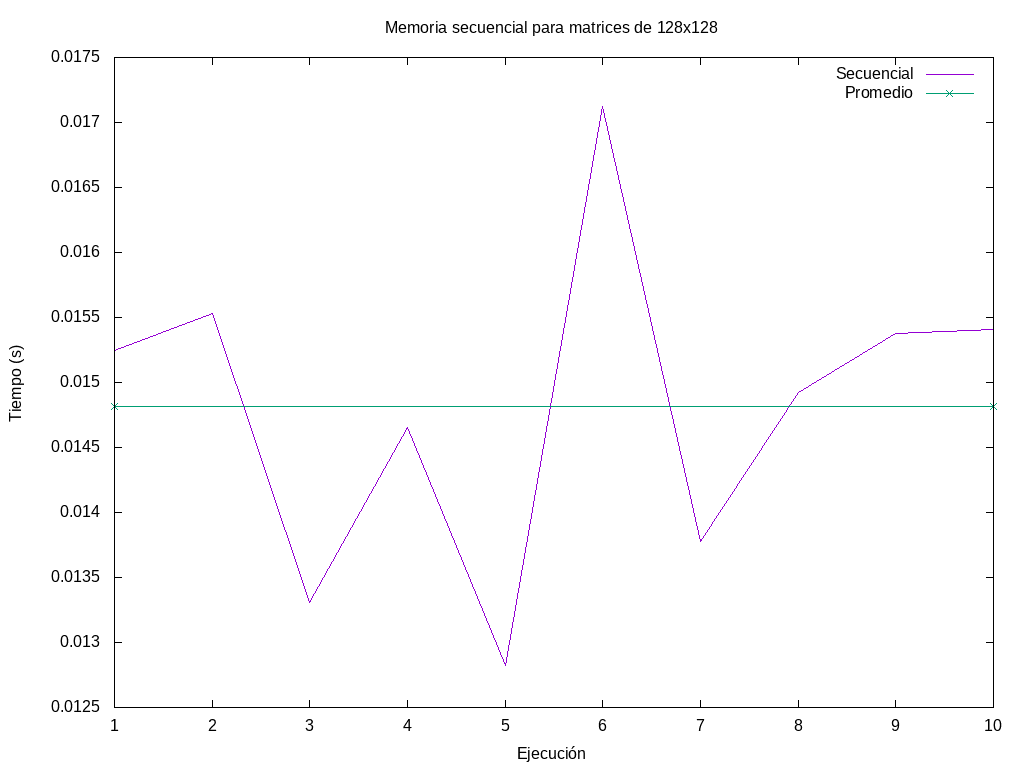 Memoria secuencial para matrices de 128x128
Secuencial
Promedio
0.0175
0.017
0.0165
0.016
0.0155
0.015
0.0145
0.014
0.0135
0.013
0.0125
Tiempo (s)
1 2 3 4 5 6 7 8 9 10
Ejecución